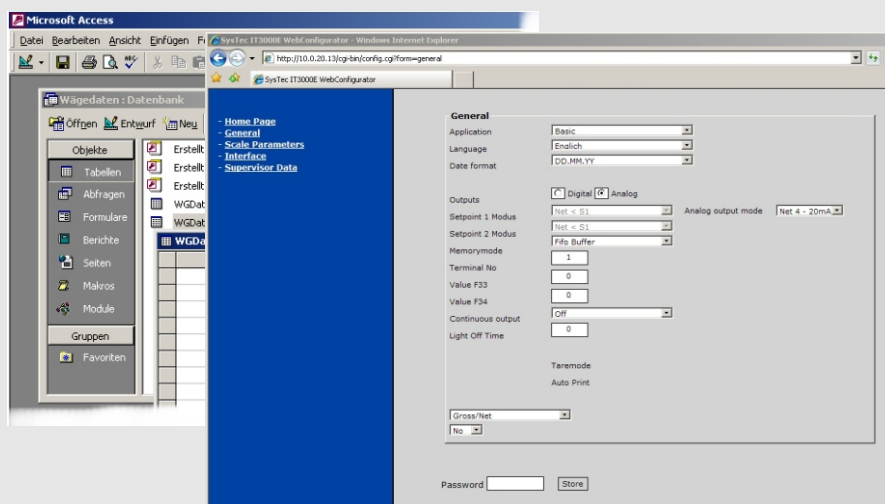 Microsoft Access
Datei Bearbeiten Ansicht Einfügen F
Wägedaten : Datenbank
Öffnen Entwurf Neu
Objekte
Tabellen
Abfragen
Formulare
Berichte
Seiten
Makros
Module
Gruppen
Favoriten
Erstellt
Erstellt
Erstellt
WGDat
WGDat
WGDa
SysTec IT3000E WebConfigurator - Windows Internet Explorer
http://10.0.20.13/cgi-bin/config.cgi?form=general
SysTec IT3000E WebConfigurator
- Home Page
- General
- Scale Parameters
- Interface
- Supervisor Data
General
Application Basic
Language English
Date format DD.MM.YY
Outputs Digital Analog
Setpoint 1 Modus Net < S1 Analog output mode Net 4 - 20mA
Setpoint 2 Modus Net < S1
Memorymode Fifo Buffer
Terminal No 1
Value F33 0
Value F34 0
Continuous output Off
Light Off Time 0
Taremode
Auto Print
Gross/Net
No
Password Store